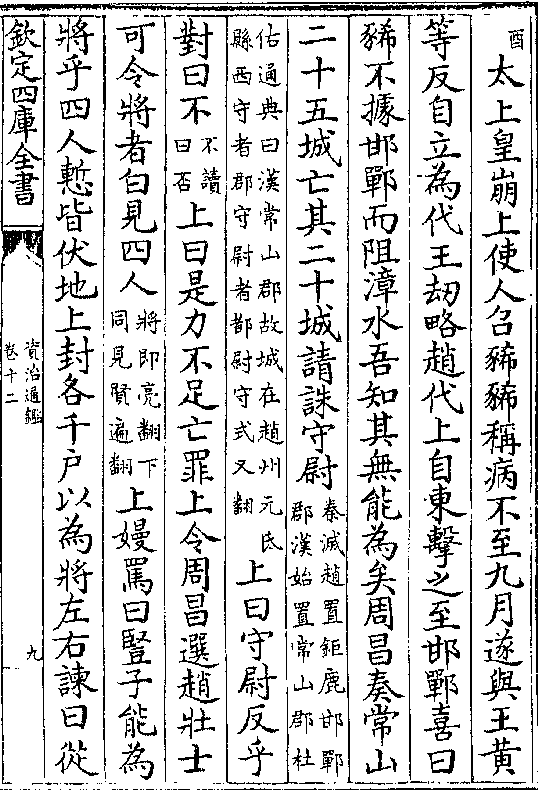 酉太上皇崩上使人召豨豨稱病不至九月遂與王黄
等反自立為代王劫略趙代上自東擊之至邯鄲喜曰
豨不據邯鄲而阻漳水吾知其無能為矣周昌奏常山
二十五城亡其二十城請誅守尉秦滅趙置鉅鹿邯鄲郡漢始置常山郡杜
佑通典曰漢常山郡故城在趙州元氏縣西守者郡守尉者都尉守式又翻上曰守尉反乎
對曰不不讀曰否上曰是力不足亡罪上令周昌選趙壯士
可令將者白見四人將即亮翻下同見賢遍翻上嫚罵曰豎子能為
將乎四人慙皆伏地上封各千戶以為將左右諫曰從
欽定四庫全書
資治通鑑
卷十二
九